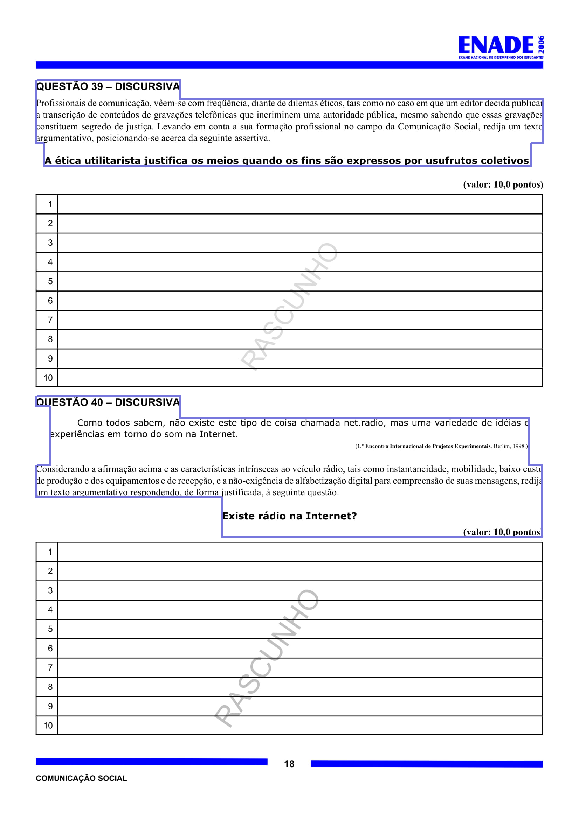 ENADE 2006
EXAME NACIONAL DE DESEMPENHO DOS ESTUDANTES
QUESTÃO 39 – DISCURSIVA
Profissionais de comunicação, vêem-se com freqüência, diante de dilemas éticos, tais como no caso em que um editor decida publicar
a transcrição de conteúdos de gravações telefônicas que incriminem uma autoridade pública, mesmo sabendo que essas gravações
constituem segredo de justiça. Levando em conta a sua formação profissional no campo da Comunicação Social, redija um texto
argumentativo, posicionando-se acerca da seguinte assertiva.
A ética utilitarista justifica os meios quando os fins são expressos por usufrutos coletivos
(valor: 10,0 pontos)
1
2
3
4
5
6
7
8
9
10
RASCUNHO
QUESTÃO 40 – DISCURSIVA
Como todos sabem, não existe este tipo de coisa chamada net.radio, mas uma variedade de idéias e
experiências em torno do som na Internet.
(1.º Encontro Internacional de Projetos Experimentais. Berlim, 1998.)
Considerando a afirmação acima e as características intrínsecas ao veículo rádio, tais como instantaneidade, mobilidade, baixo custo
de produção e dos equipamentos e de recepção, e a não-exigência de alfabetização digital para compreensão de suas mensagens, redija
um texto argumentativo respondendo, de forma justificada, à seguinte questão
Existe rádio na Internet?
(valor: 10,0 pontos
1
2
3
4
5
6
7
8
9
10
RASCUNHO
18
COMUNICAÇÃO SOCIAL